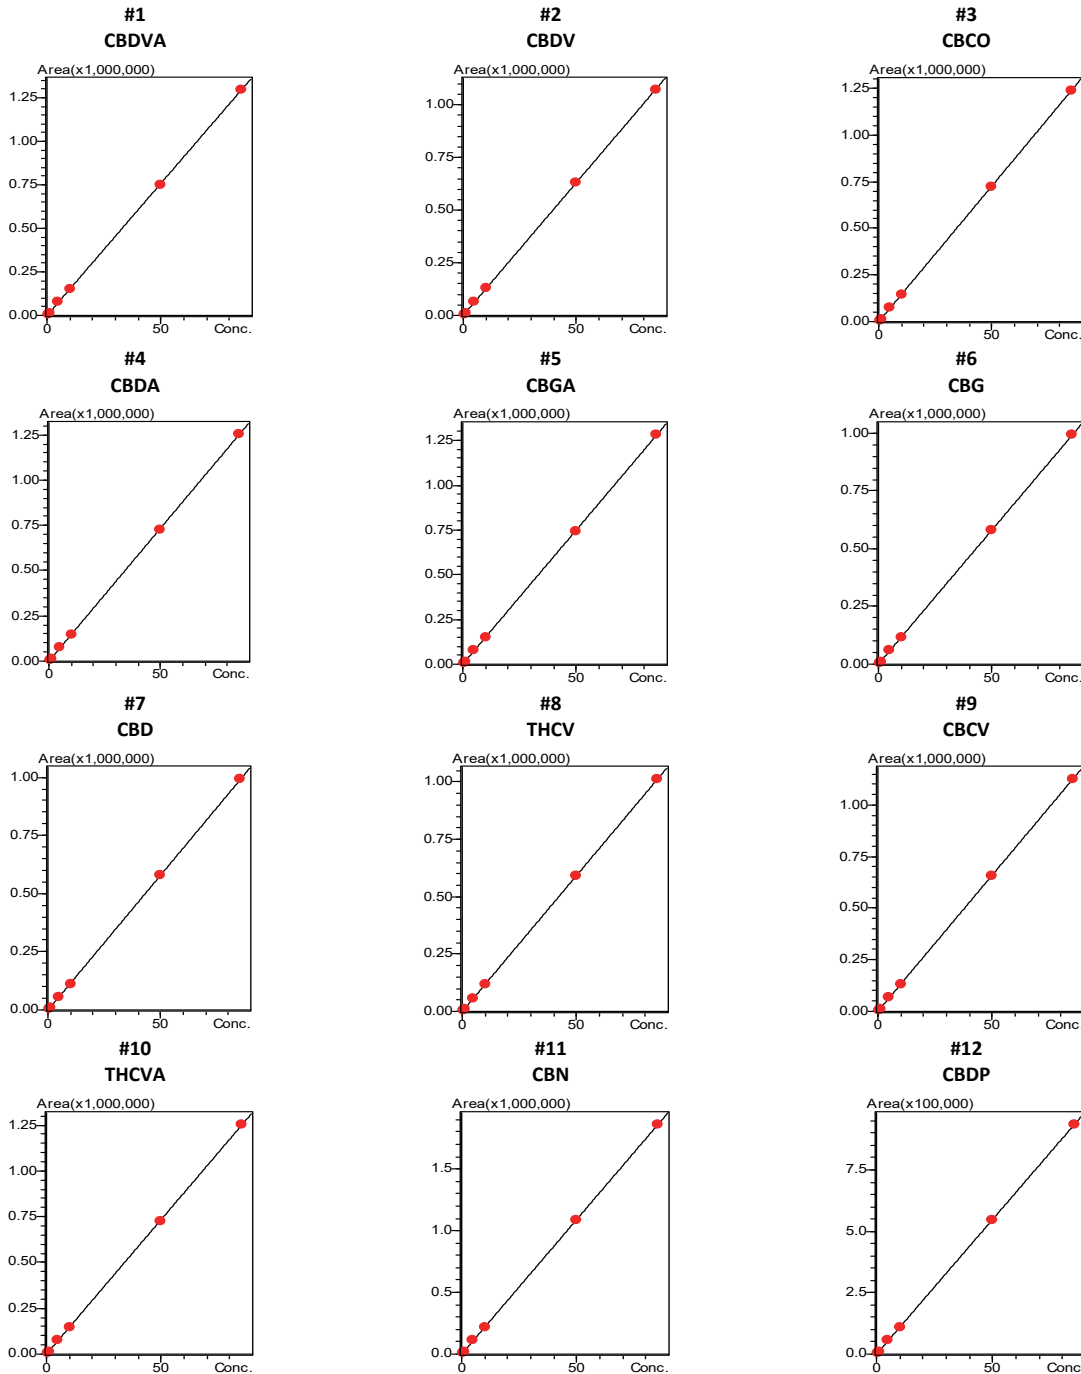 #1
CBDVA
Area(x1,000,000)
1.25
1.00
0.75
0.50
0.25
0.00
0
50
Conc.
#2
CBDV
Area(x1,000,000)
1.00
0.75
0.50
0.25
0.00
0
50
Conc.
#3
CBCO
Area(x1,000,000)
1.25
1.00
0.75
0.50
0.25
0.00
0
50
Conc.
#4
CBDA
Area(x1,000,000)
1.25
1.00
0.75
0.50
0.25
0.00
0
50
Conc.
#5
CBGA
Area(x1,000,000)
1.25
1.00
0.75
0.50
0.25
0.00
0
50
Conc.
#6
CBG
Area(x1,000,000)
1.00
0.75
0.50
0.25
0.00
0
50
Conc.
#7
CBD
Area(x1,000,000)
1.00
0.75
0.50
0.25
0.00
0
50
Conc.
#8
THCV
Area(x1,000,000)
1.00
0.75
0.50
0.25
0.00
0
50
Conc.
#9
CBCV
Area(x1,000,000)
1.00
0.75
0.50
0.25
0.00
0
50
Conc.
#10
THCVA
Area(x1,000,000)
1.25
1.00
0.75
0.50
0.25
0.00
0
50
Conc.
#11
CBN
Area(x1,000,000)
1.5
1.0
0.5
0.0
0
50
Conc.
#12
CBDP
Area(x100,000)
7.5
5.0
2.5
0.0
0
50
Conc.